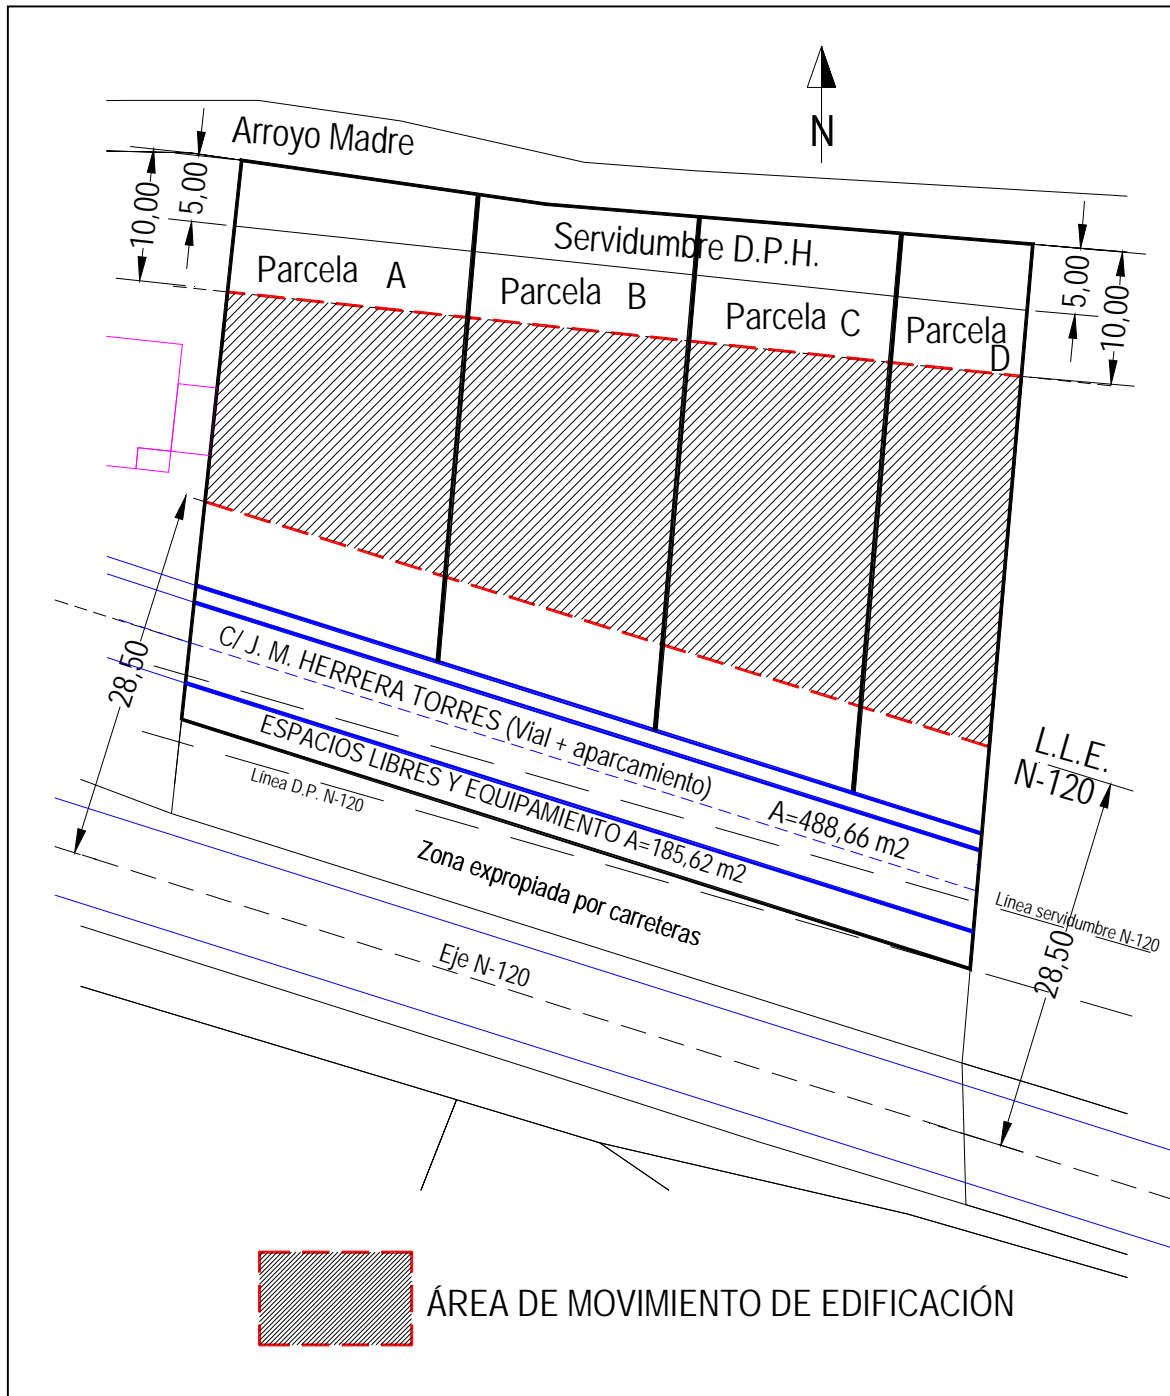 N
Arroyo Madre
10,00
5,00
Servidumbre D.P.H.
5,00
10,00
Parcela A
Parcela B
Parcela C
Parcela
D
28,50
C/ J. M. HERRERA TORRES (Vial + aparcamiento)
A=488,66 m2
ESPACIOS LIBRES Y EQUIPAMIENTO A=185,62 m2
Línea D.P. N-120
Zona expropiada por carreteras
Eje N-120
L.L.E.
N-120
Línea servidumbre N-120
28,50
ÁREA DE MOVIMIENTO DE EDIFICACIÓN